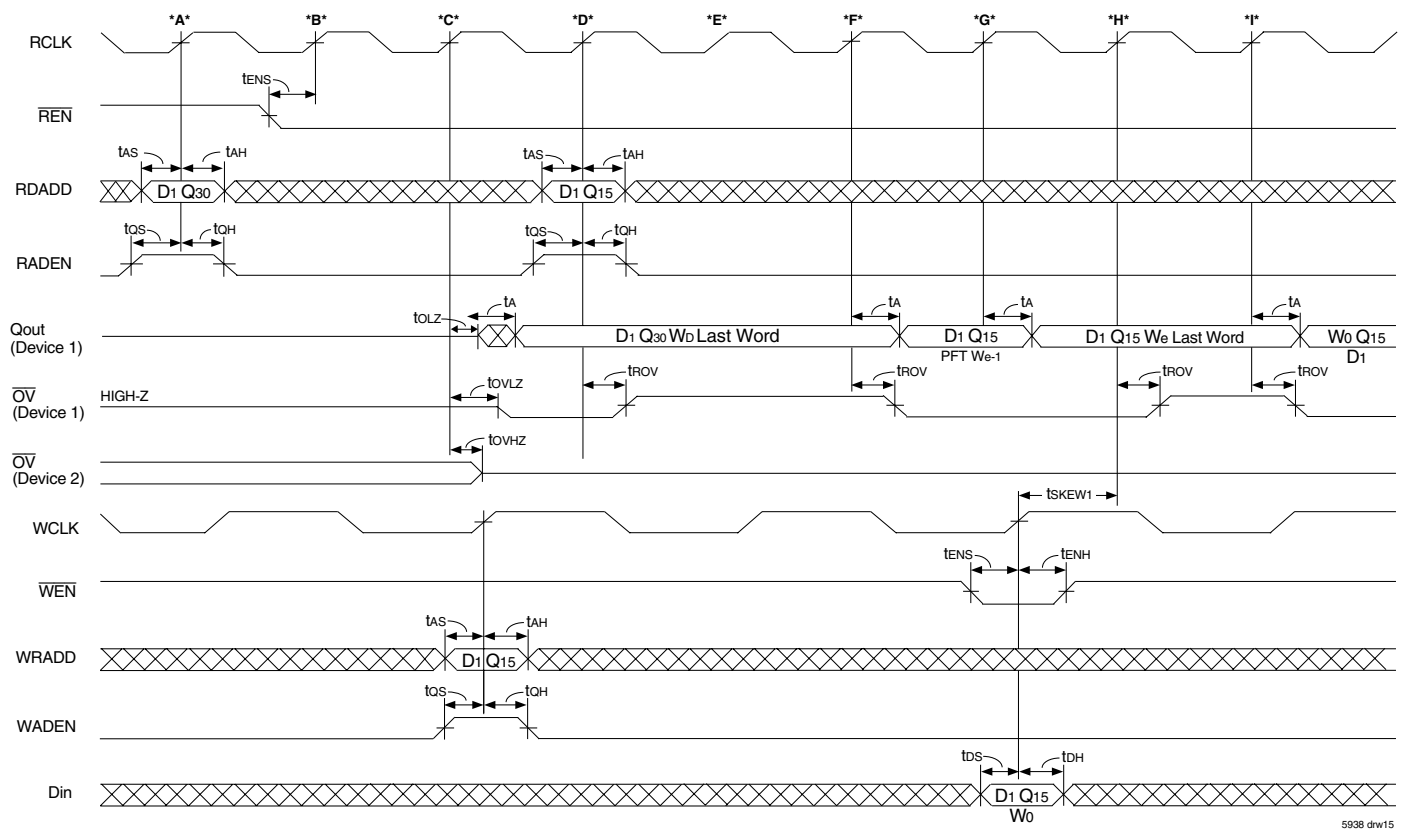 *A* *B* *C* *D* *E* *F* *G* *H* *I*
RCLK
tENS
REN
tAS tAH tAS tAH
RDADD D1 Q30 D1 Q15
tQS tQH tQS tQH
RADEN
tA tA tA tA
tOLZ
Qout
(Device 1)
D1 Q30 WD Last Word D1 Q15 D1 Q15 We Last Word W0 Q15
PFT We-1 D1
tOVLZ tROV tROV tROV tROV
OV
(Device 1)
HIGH-Z
tOVHZ
OV
(Device 2)
tSKEW1
WCLK
tENS tENH
WEN
tAS tAH
WRADD D1 Q15
tQS tQH
WADEN
tDS tDH
Din D1 Q15
W0
5938 drw15